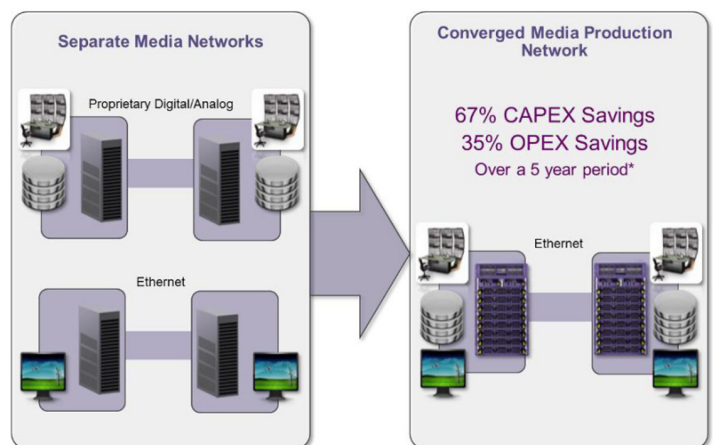 Separate Media Networks
Proprietary Digital/Analog
Ethernet
Converged Media Production
Network
67% CAPEX Savings
35% OPEX Savings
Over a 5 year period*
Ethernet